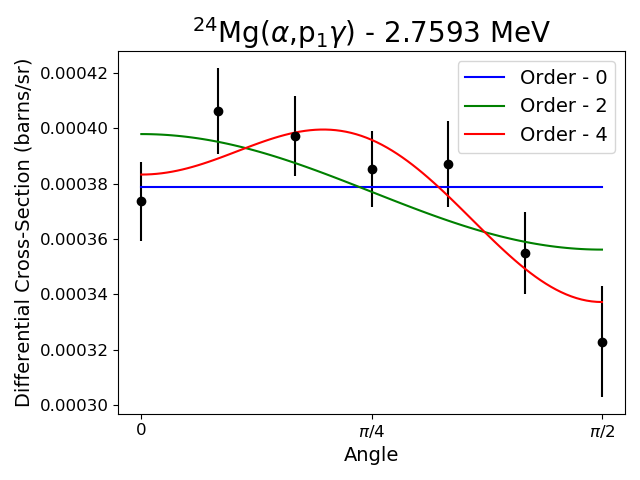 ²⁴Mg(α,p₁γ) - 2.7593 MeV
Order - 0
Order - 2
Order - 4
Differential Cross-Section (barns/sr)
0.00042
0.00040
0.00038
0.00036
0.00034
0.00032
0.00030
0 π/4 π/2
Angle